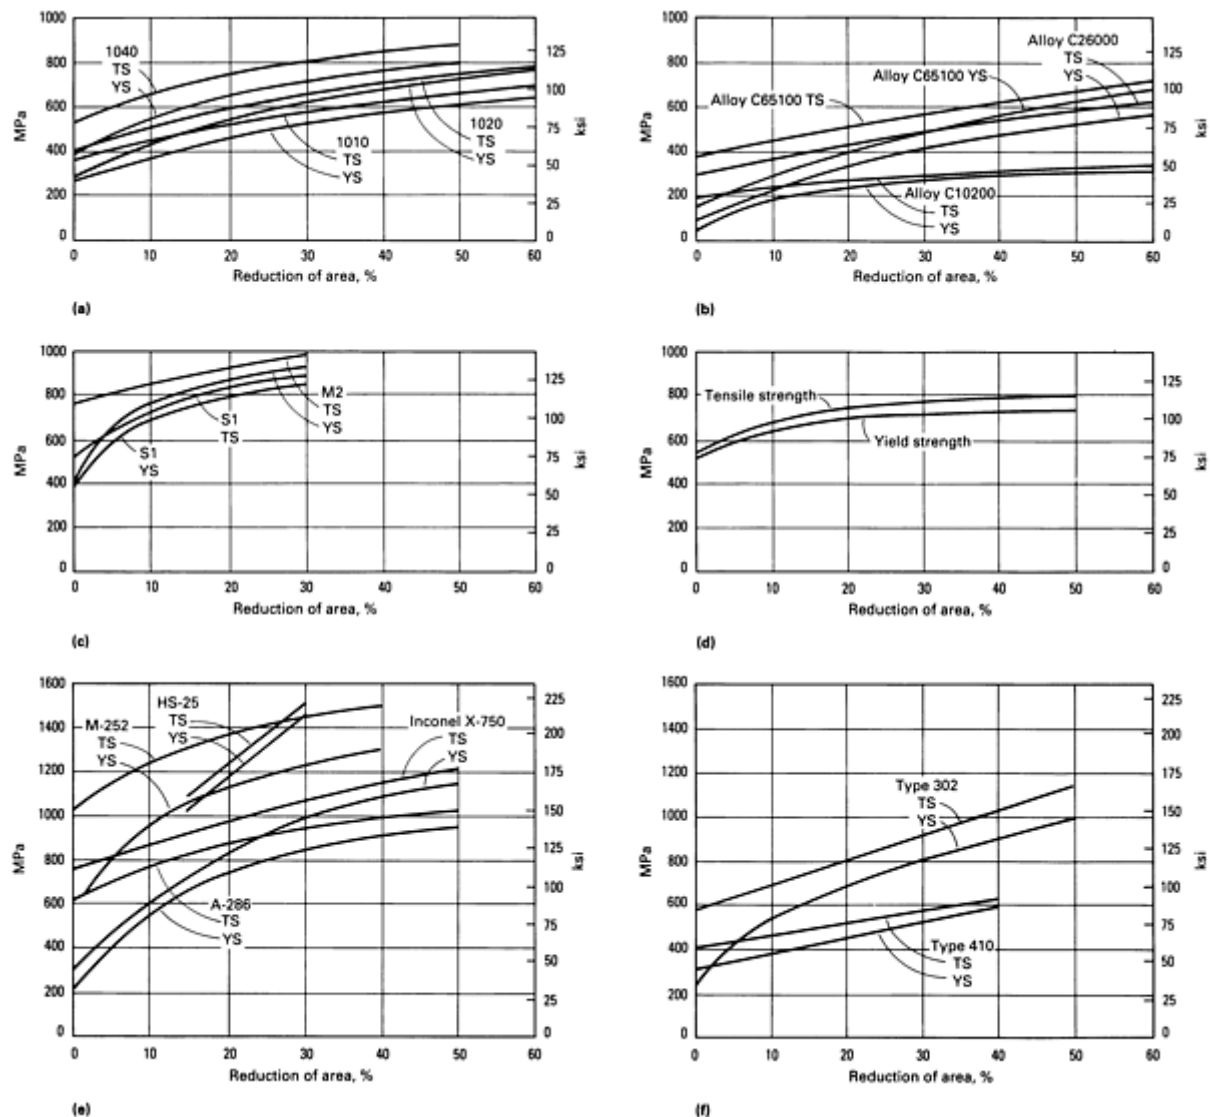 1000
800
600
400
200
0
MPa
1040
TS
YS
1010
TS
YS
1020
TS
YS
125
100
75
50
25
0
ksi
0 10 20 30 40 50 60
Reduction of area, %
(a)
1000
800
600
400
200
0
MPa
Alloy C26000
TS
YS
Alloy C65100 YS
Alloy C65100 TS
Alloy C10200
TS
YS
125
100
75
50
25
0
ksi
0 10 20 30 40 50 60
Reduction of area, %
(b)
1000
800
600
400
200
0
MPa
M2
TS
YS
S1
TS
S1
YS
125
100
75
50
25
0
ksi
0 10 20 30 40 50 60
Reduction of area, %
(c)
1000
800
600
400
200
0
MPa
Tensile strength
Yield strength
125
100
75
50
25
0
ksi
0 10 20 30 40 50 60
Reduction of area, %
(d)
1600
1400
1200
1000
800
600
400
200
0
MPa
HS-25
TS
YS
M-252
TS
YS
Inconel X-750
TS
YS
A-286
TS
YS
225
200
175
150
125
100
75
50
25
0
ksi
0 10 20 30 40 50 60
Reduction of area, %
(e)
1600
1400
1200
1000
800
600
400
200
0
MPa
Type 302
TS
YS
Type 410
TS
YS
225
200
175
150
125
100
75
50
25
0
ksi
0 10 20 30 40 50 60
Reduction of area, %
(f)